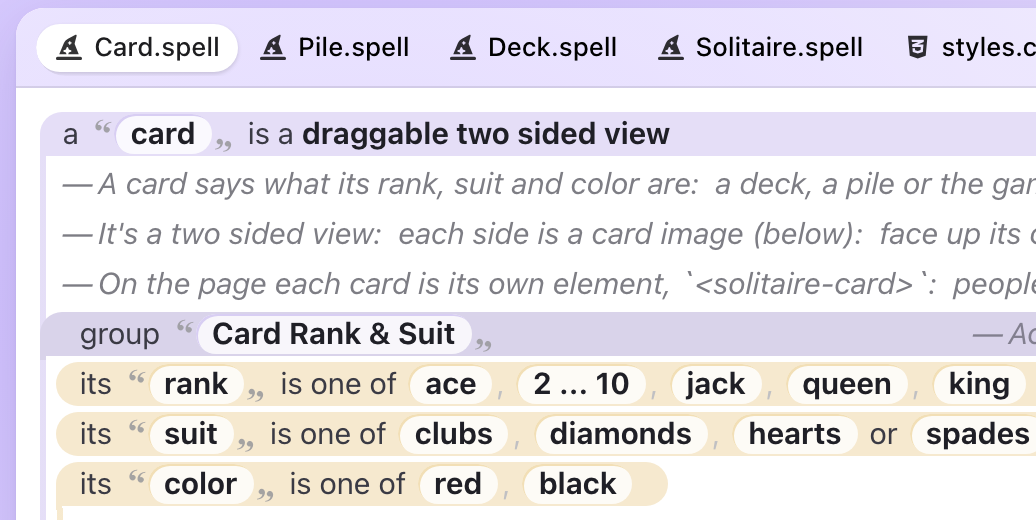 Card.spell Pile.spell Deck.spell Solitaire.spell styles.c
a “ card „ is a draggable two sided view
— A card says what its rank, suit and color are: a deck, a pile or the gar
— It's a two sided view: each side is a card image (below): face up its
— On the page each card is its own element, `<solitaire-card>`: people
group “ Card Rank & Suit „ — Ac
its “ rank „ is one of ace , 2 ... 10 , jack , queen , king
its “ suit „ is one of clubs , diamonds , hearts or spades
its “ color „ is one of red , black